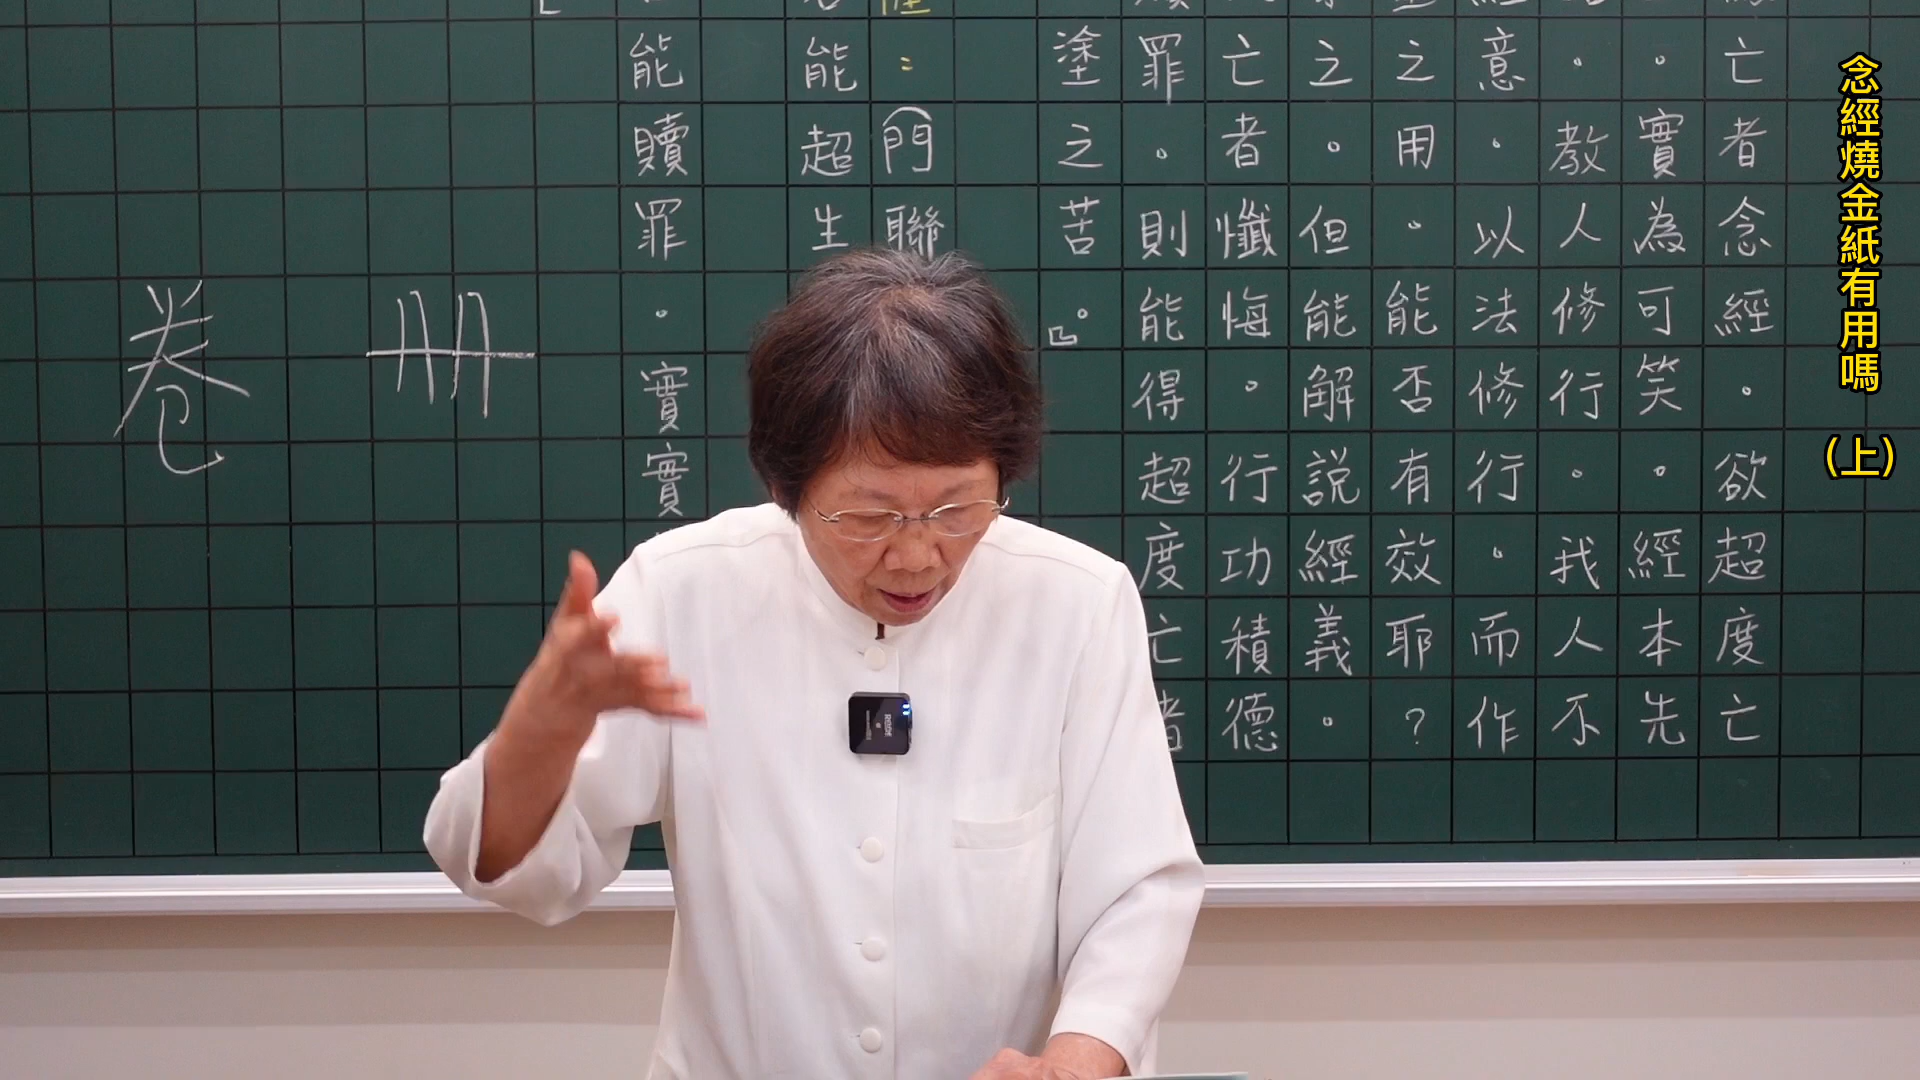 念經燒金紙有用嗎 (上)
亡者念經。欲超度亡
。實為可笑。經本先
。教人修行。我人不
意。以法修行。而作
之用。能否有效耶?
之。但能解説經義。
亡者懺悔。行功積德
罪。則能得超度亡者
塗之苦。』
:(門聯
能超生
能贖罪。實實
冊
卷